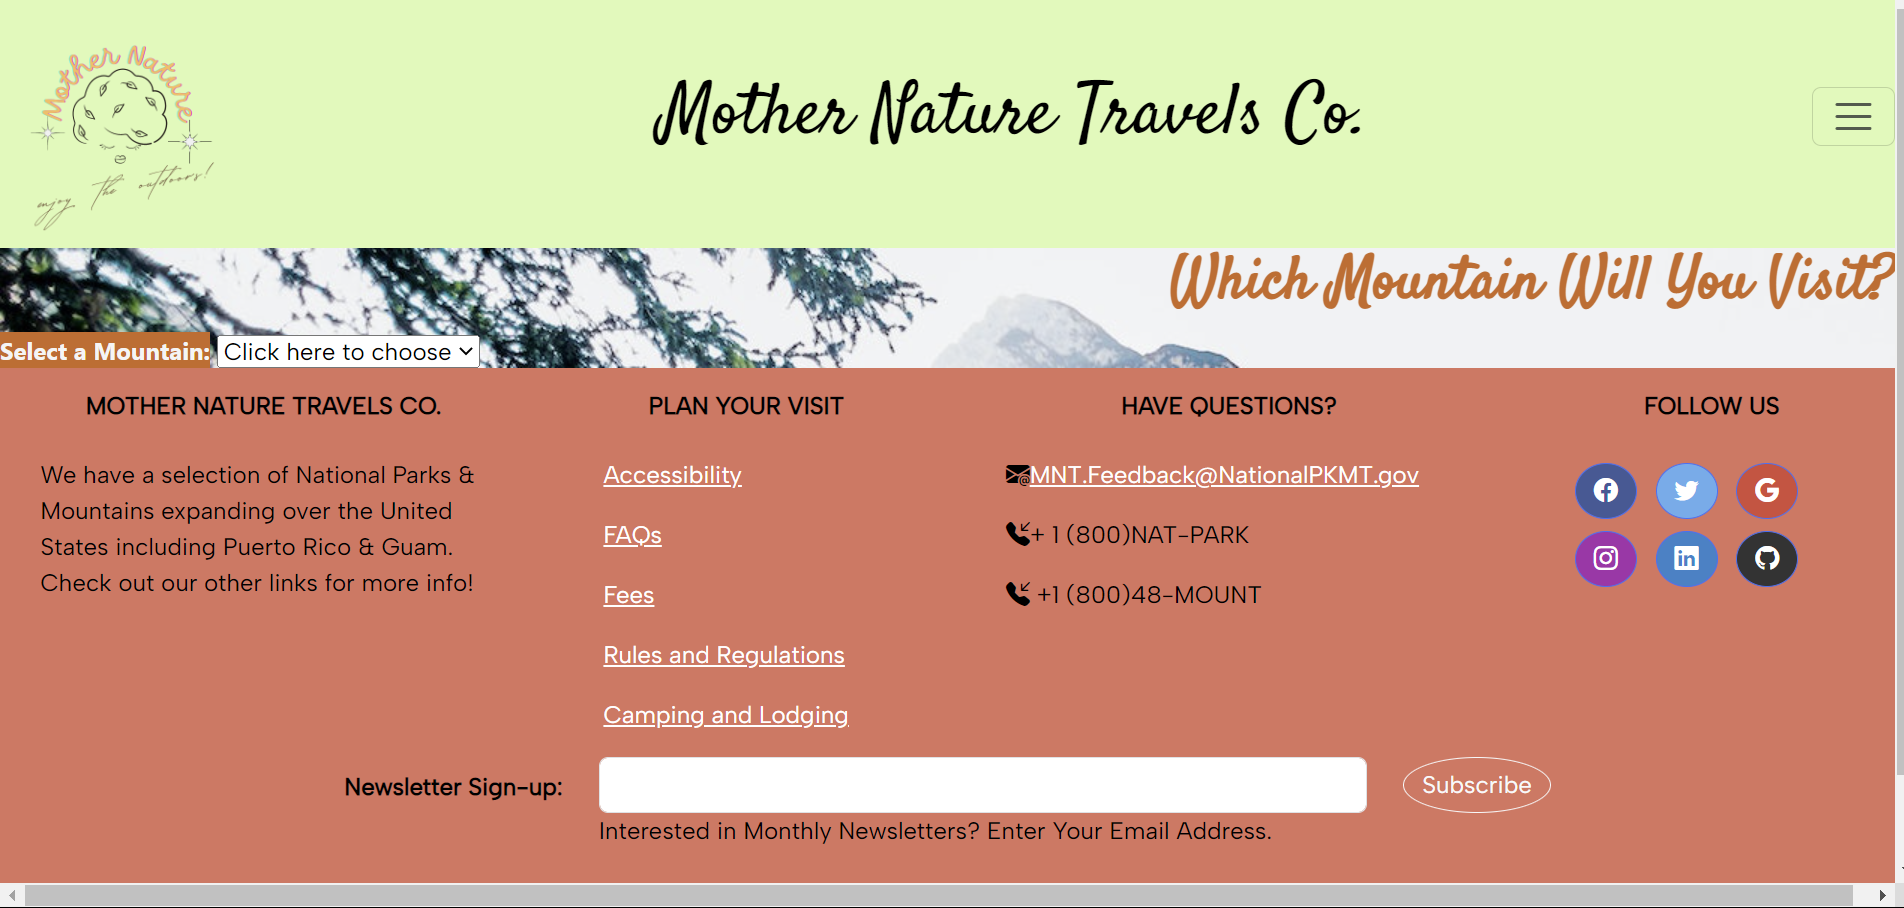 Mother Nature
enjoy the outdoors!
Mother Nature Travels Co.
Which Mountain Will You Visit?
Select a Mountain: Click here to choose
MOTHER NATURE TRAVELS CO.
We have a selection of National Parks &
Mountains expanding over the United
States including Puerto Rico & Guam.
Check out our other links for more info!
PLAN YOUR VISIT
Accessibility
FAQs
Fees
Rules and Regulations
Camping and Lodging
HAVE QUESTIONS?
MNT.Feedback@NationalPKMT.gov
+ 1 (800)NAT-PARK
+1 (800)48-MOUNT
FOLLOW US
Newsletter Sign-up:
Subscribe
Interested in Monthly Newsletters? Enter Your Email Address.